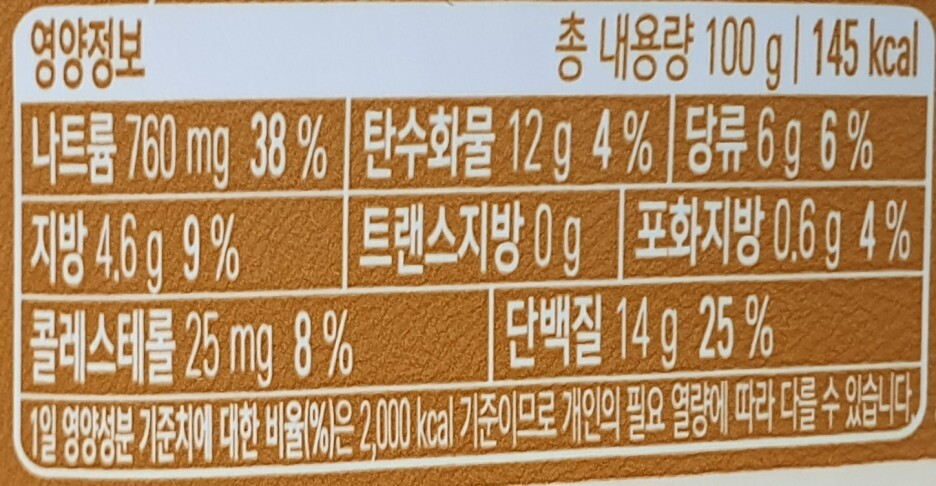 영양정보 총 내용량 100 g | 145 kcal
나트륨 760 mg 38 % 탄수화물 12 g 4 % 당류 6 g 6 %
지방 4.6 g 9 % 트랜스지방 0 g 포화지방 0.6 g 4 %
콜레스테롤 25 mg 8 % 단백질 14 g 25 %
1일 영양성분 기준치에 대한 비율(%)은 2,000 kcal 기준이므로 개인의 필요 열량에 따라 다를 수 있습니다.